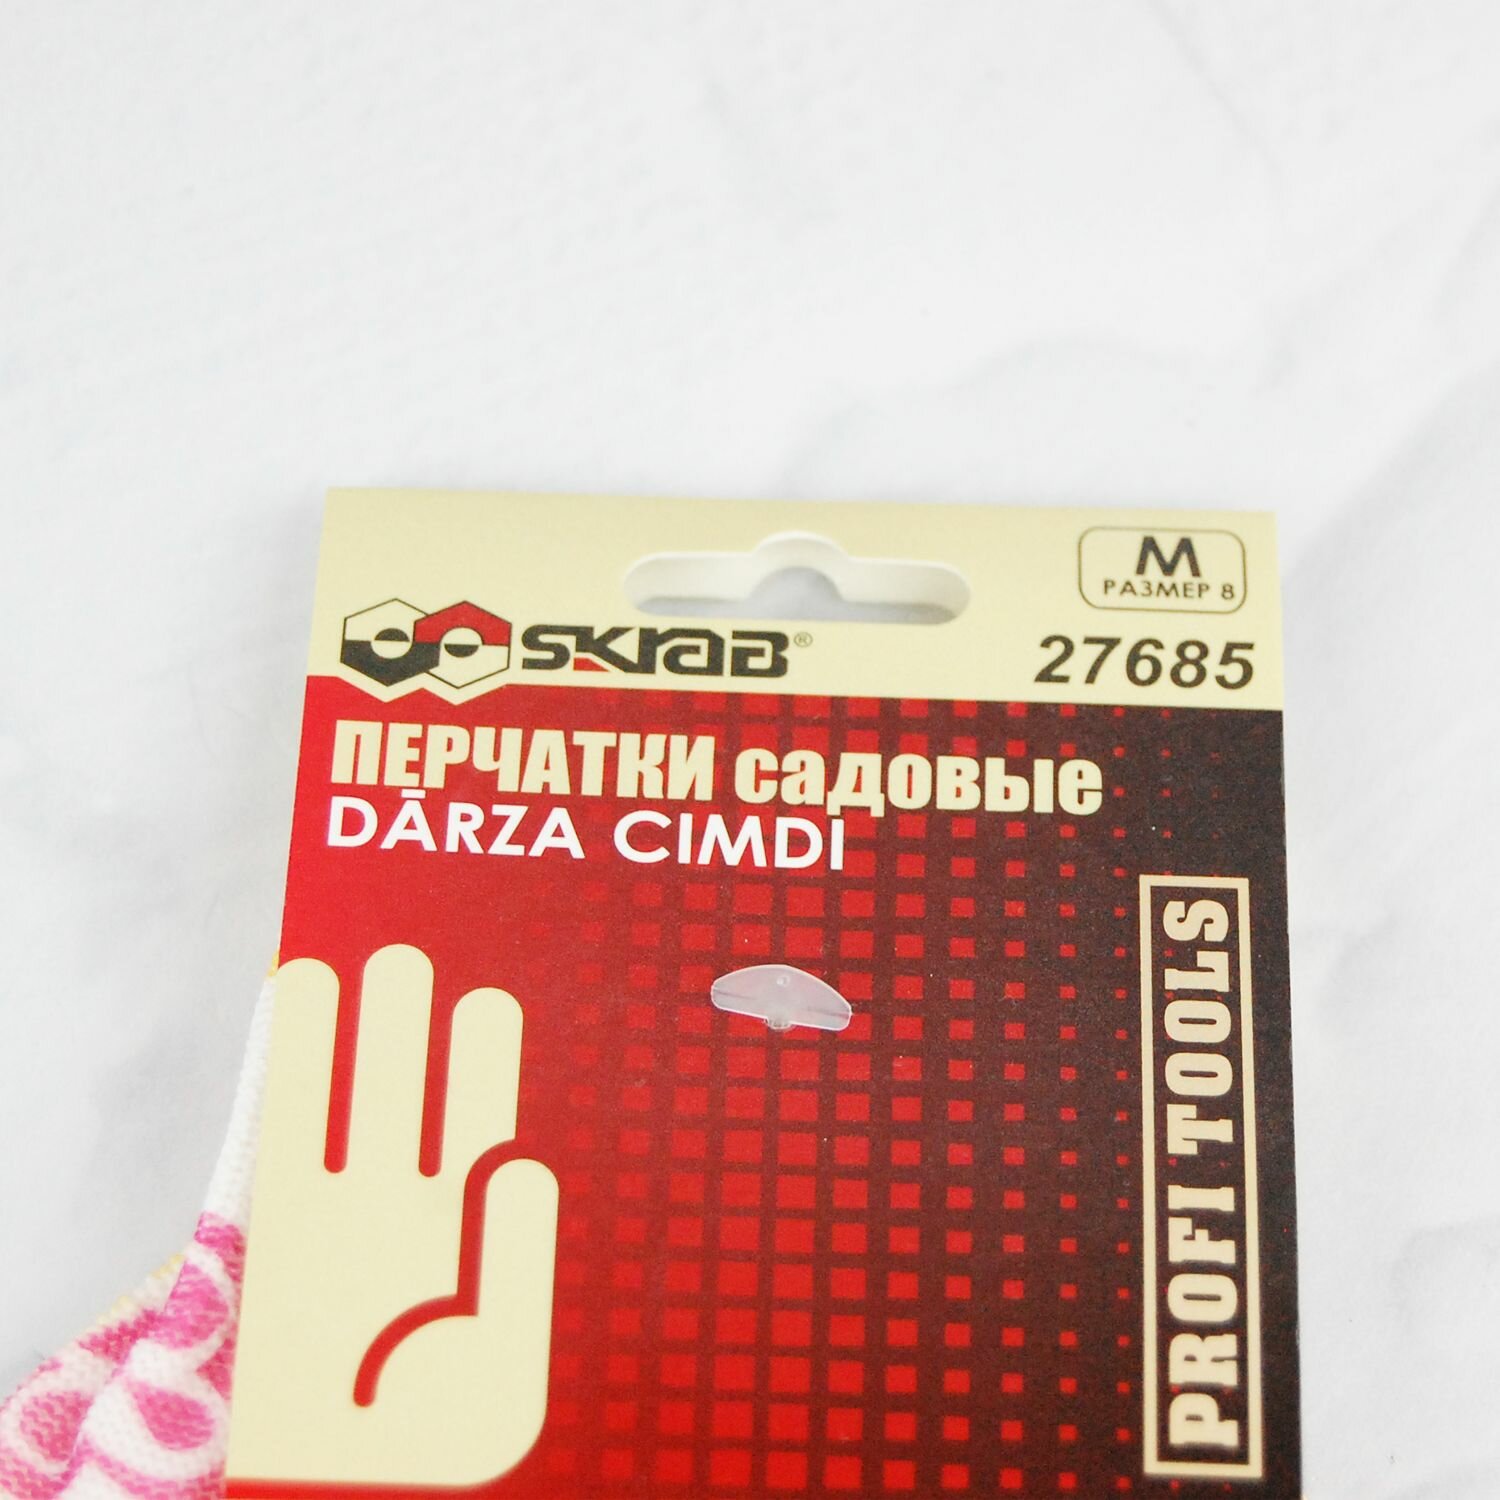 M
РАЗМЕР 8
SKRAB®
27685
ПЕРЧАТКИ садовые
DĀRZA CIMDI
PROFI TOOLS